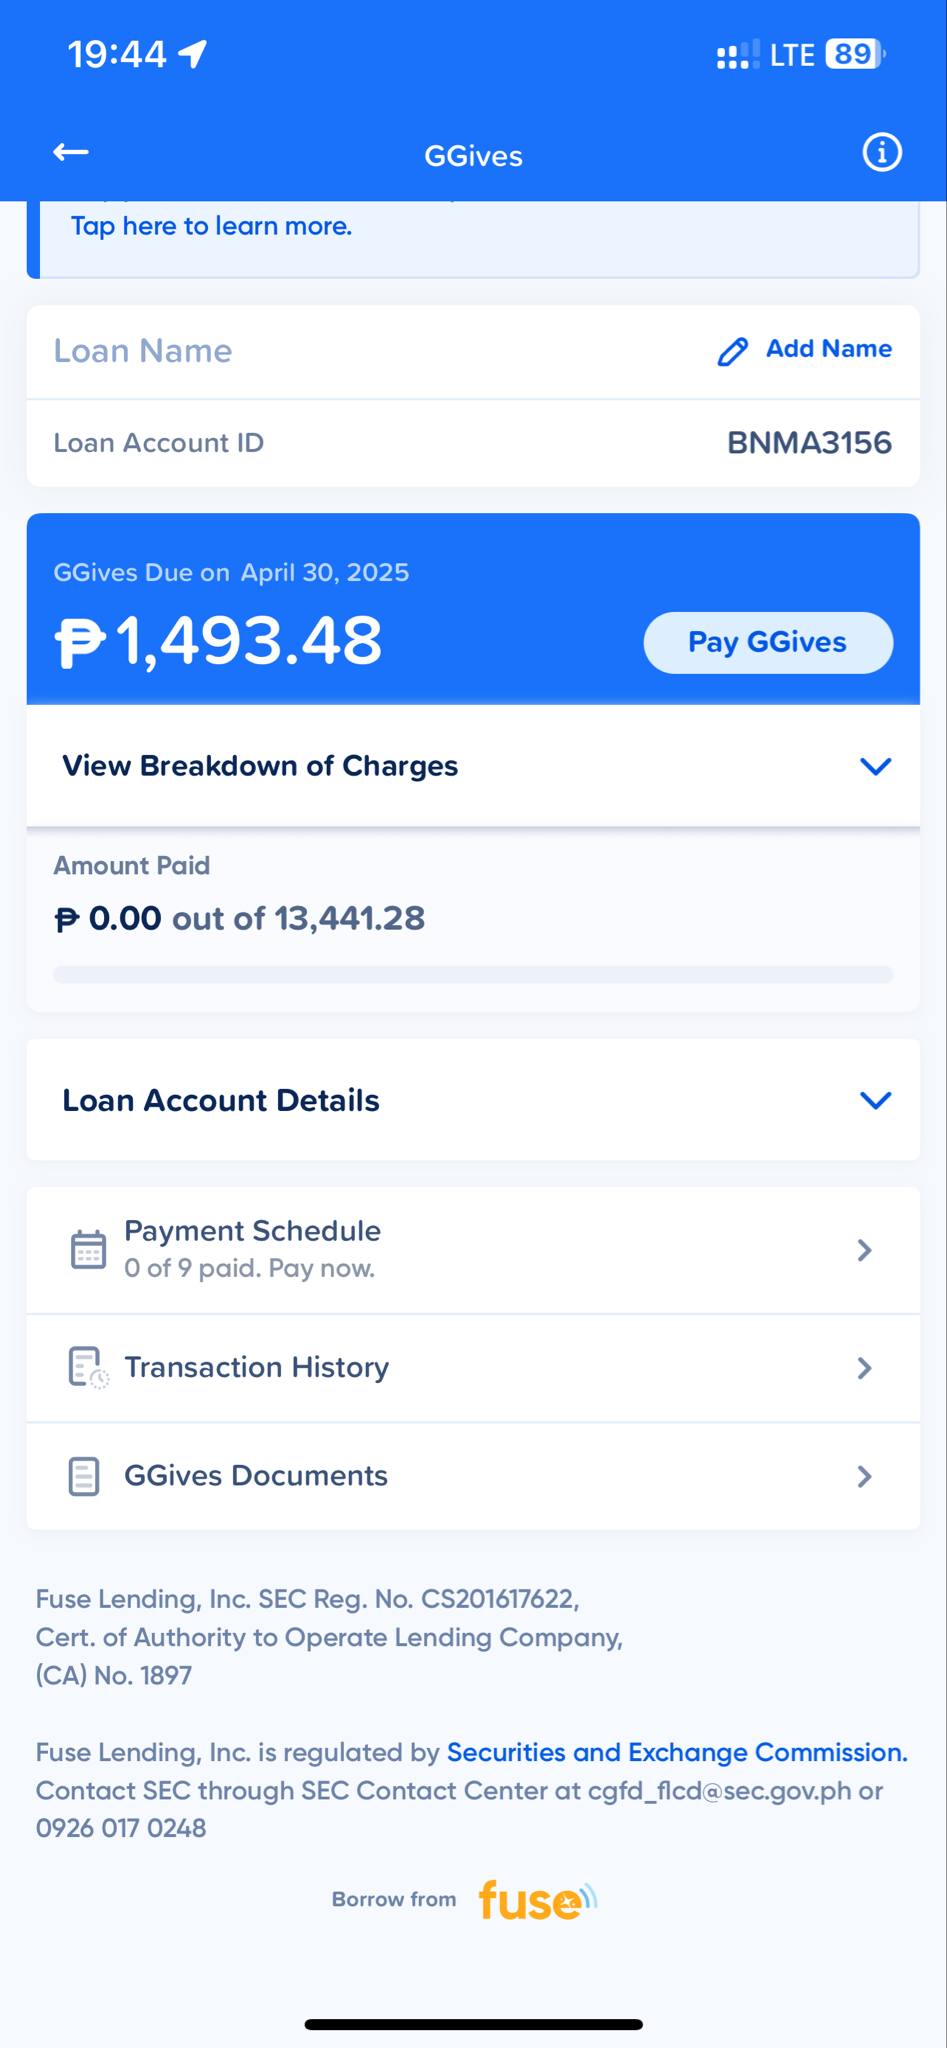 19:44
LTE 89
GGives
Tap here to learn more.
Loan Name
Add Name
Loan Account ID
BNMA3156
GGives Due on April 30, 2025
₱1,493.48
Pay GGives
View Breakdown of Charges
Amount Paid
₱ 0.00 out of 13,441.28
Loan Account Details
Payment Schedule
0 of 9 paid. Pay now.
Transaction History
GGives Documents
Fuse Lending, Inc. SEC Reg. No. CS201617622,
Cert. of Authority to Operate Lending Company,
(CA) No. 1897
Fuse Lending, Inc. is regulated by Securities and Exchange Commission.
Contact SEC through SEC Contact Center at cgfd_flcd@sec.gov.ph or
0926 017 0248
Borrow from fuse